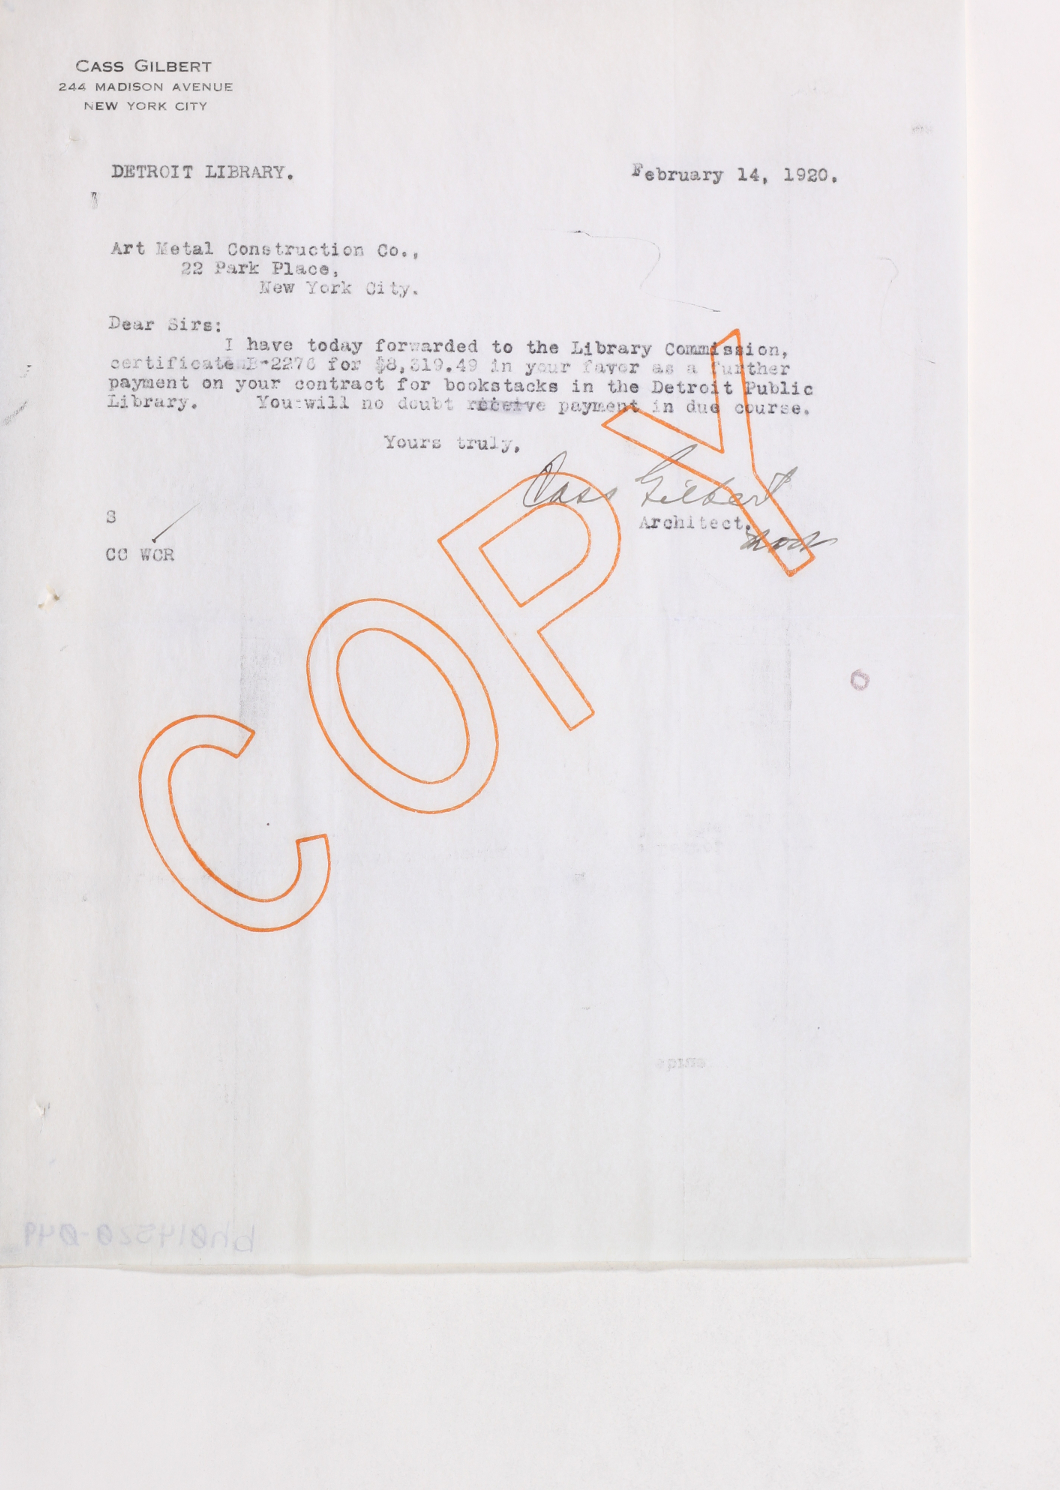 CASS GILBERT
244 MADISON AVENUE
NEW YORK CITY
DETROIT LIBRARY. February 14, 1920.
Art Metal Construction Co.,
22 Park Place,
New York City.
Dear Sirs:
I have today forwarded to the Library Commission,
certificate B-2276 for $8,319.49 in your favor as a further
payment on your contract for bookstacks in the Detroit Public
Library. You will no doubt receive payment in due course.
Yours truly,
Cass Gilbert
Architect.
S
CC WCR
COPY